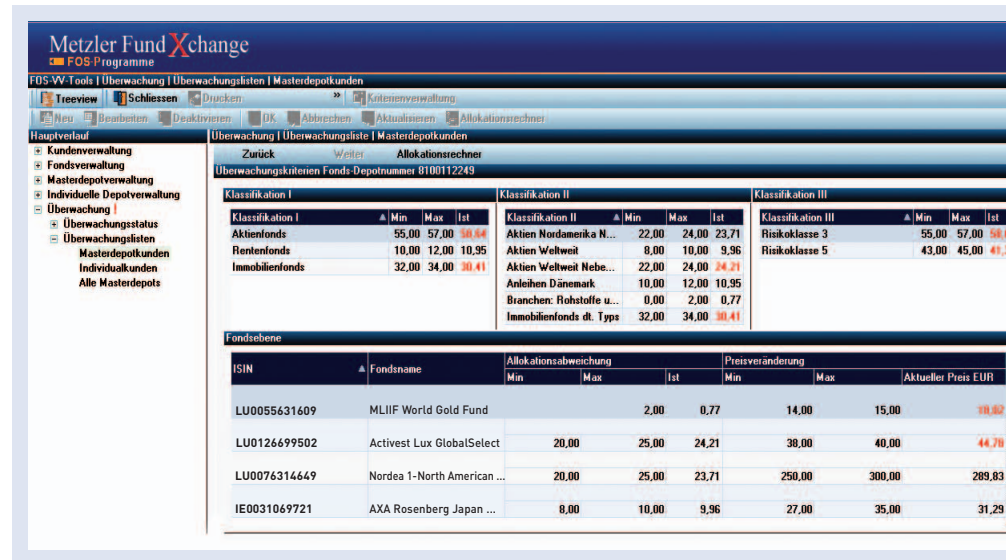 Metzler Fund Xchange
FOS-Programme
FOS-VV-Tools | Überwachung | Überwachungslisten | Masterdepotkunden
Treeview Schliessen Drucken » Kriterienverwaltung
Neu Bearbeiten Deaktivieren OK Abbrechen Aktualisieren Allokationsrechner
Hauptverlauf Überwachung | Überwachungsliste | Masterdepotkunden
Kundenverwaltung
Fondsverwaltung
Masterdepotverwaltung
Individuelle Depotverwaltung
Überwachung !
Überwachungsstatus
Überwachungslisten
Masterdepotkunden
Individualkunden
Alle Masterdepots
Zurück Weiter Allokationsrechner
Überwachungskriterien Fonds-Depotnummer 8100112249
Klassifikation I
Klassifikation I Min Max Ist
Aktienfonds 55,00 57,00
Rentenfonds 10,00 12,00 10,95
Immobilienfonds 32,00 34,00 30,41
Klassifikation II
Klassifikation II Min Max Ist
Aktien Nordamerika N... 22,00 24,00 23,71
Aktien Weltweit 8,00 10,00 9,96
Aktien Weltweit Nebe... 22,00 24,00 24,21
Anleihen Dänemark 10,00 12,00 10,95
Branchen: Rohstoffe u... 0,00 2,00 0,77
Immobilienfonds dt. Typs 32,00 34,00 30,41
Klassifikation III
Klassifikation III Min Max Ist
Risikoklasse 3 55,00 57,00
Risikoklasse 5 43,00 45,00
Fondsebene
ISIN Fondsname Allokationsabweichung Preisveränderung
Min Max Ist Min Max Aktueller Preis EUR
LU0055631609 MLIIF World Gold Fund 2,00 0,77 14,00 15,00
LU0126699502 Activest Lux GlobalSelect 20,00 25,00 24,21 38,00 40,00 44,78
LU0076314649 Nordea 1-North American ... 20,00 25,00 23,71 250,00 300,00 289,83
IE0031069721 AXA Rosenberg Japan ... 8,00 10,00 9,96 27,00 35,00 31,29